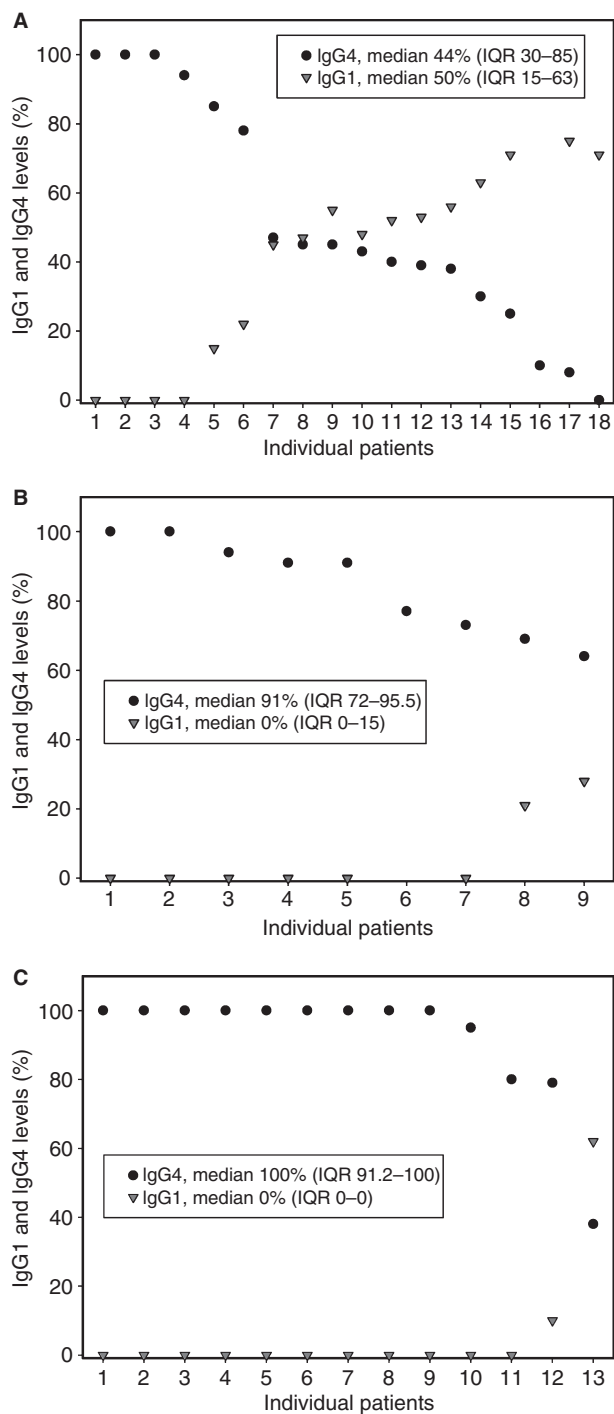 A
IgG1 and IgG4 levels (%)
100
80
60
40
20
0
IgG4, median 44% (IQR 30–85)
IgG1, median 50% (IQR 15–63)
1 2 3 4 5 6 7 8 9 10 11 12 13 14 15 16 17 18
Individual patients
B
IgG1 and IgG4 levels (%)
100
80
60
40
20
0
IgG4, median 91% (IQR 72–95.5)
IgG1, median 0% (IQR 0–15)
1 2 3 4 5 6 7 8 9
Individual patients
C
IgG1 and IgG4 levels (%)
100
80
60
40
20
0
IgG4, median 100% (IQR 91.2–100)
IgG1, median 0% (IQR 0–0)
1 2 3 4 5 6 7 8 9 10 11 12 13
Individual patients